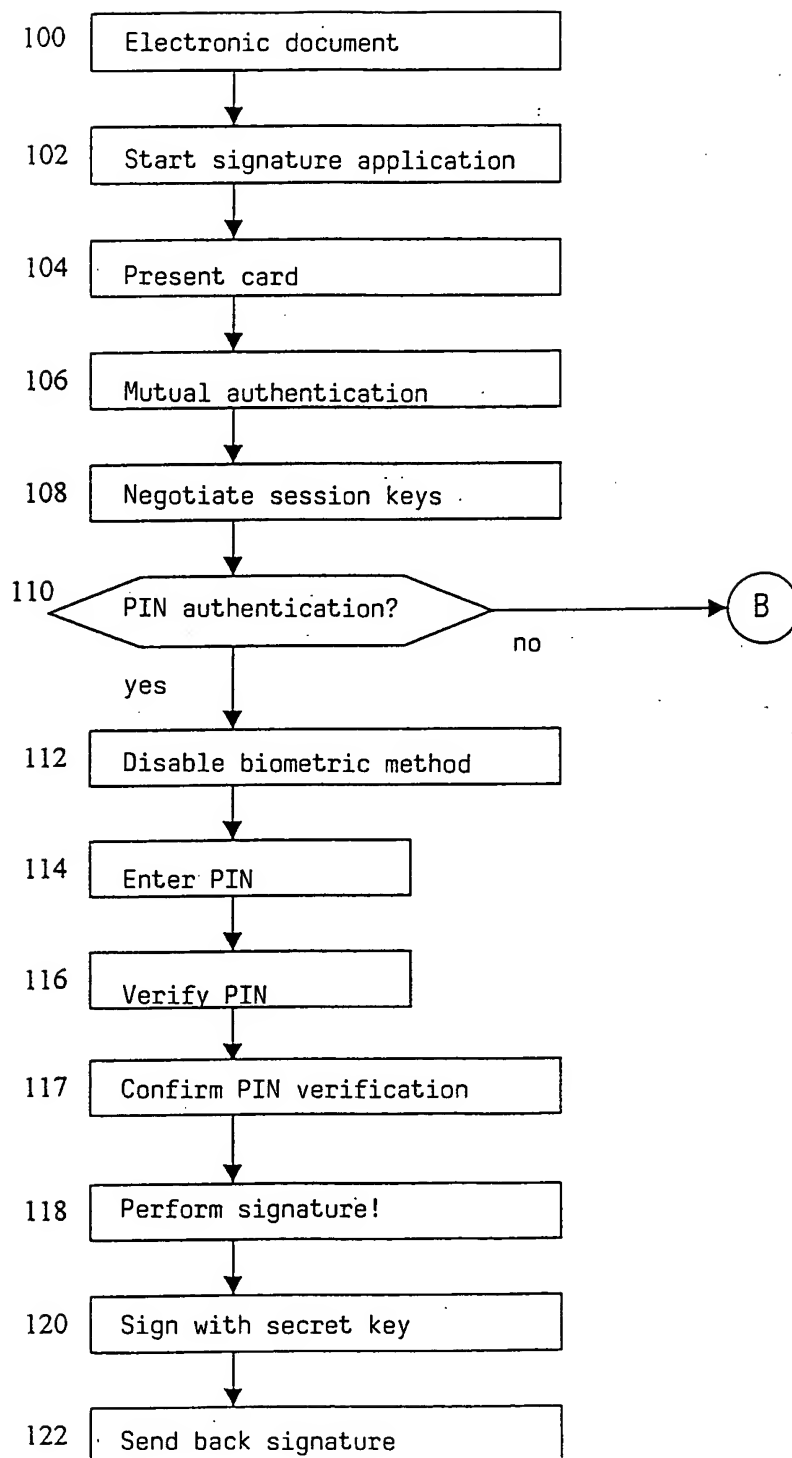 100 Electronic document
102 Start signature application
104 Present card
106 Mutual authentication
108 Negotiate session keys
110 PIN authentication?
B
no
yes
112 Disable biometric method
114 Enter PIN
116 Verify PIN
117 Confirm PIN verification
118 Perform signature!
120 Sign with secret key
122 Send back signature